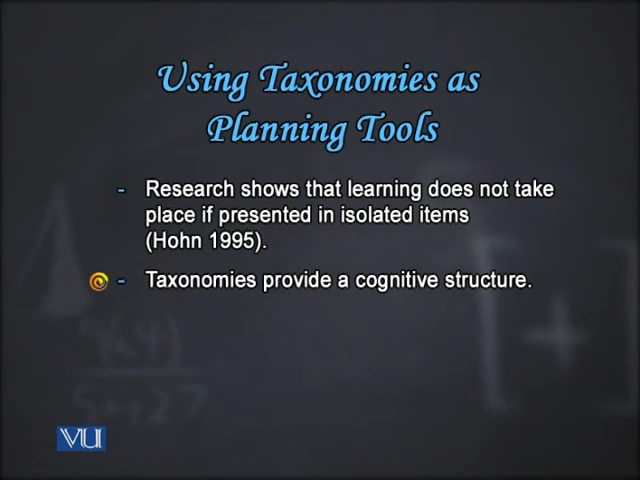 Using Taxonomies as
Planning Tools
- Research shows that learning does not take
place if presented in isolated items
(Hohn 1995).
- Taxonomies provide a cognitive structure.
VU